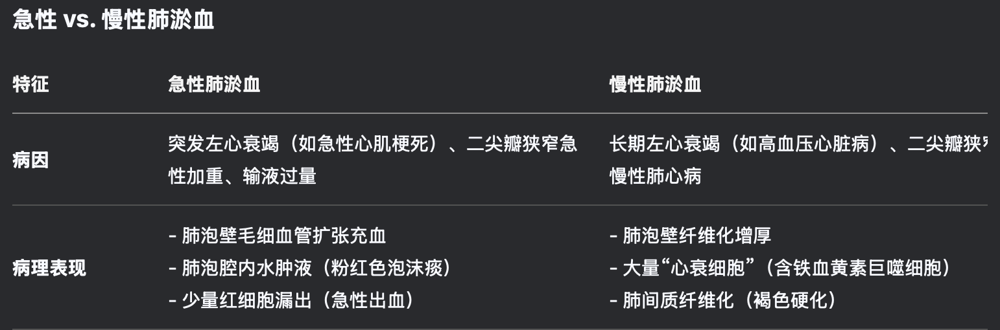 急性 vs. 慢性肺淤血
特征 急性肺淤血 慢性肺淤血
病因 突发左心衰竭（如急性心肌梗死）、二尖瓣狭窄急 长期左心衰竭（如高血压心脏病）、二尖瓣狭
性加重、输液过量 慢性肺心病
病理表现 - 肺泡壁毛细血管扩张充血 - 肺泡壁纤维化增厚
- 肺泡腔内水肿液（粉红色泡沫痰） - 大量“心衰细胞”（含铁血黄素巨噬细胞）
- 少量红细胞漏出（急性出血） - 肺间质纤维化（褐色硬化）